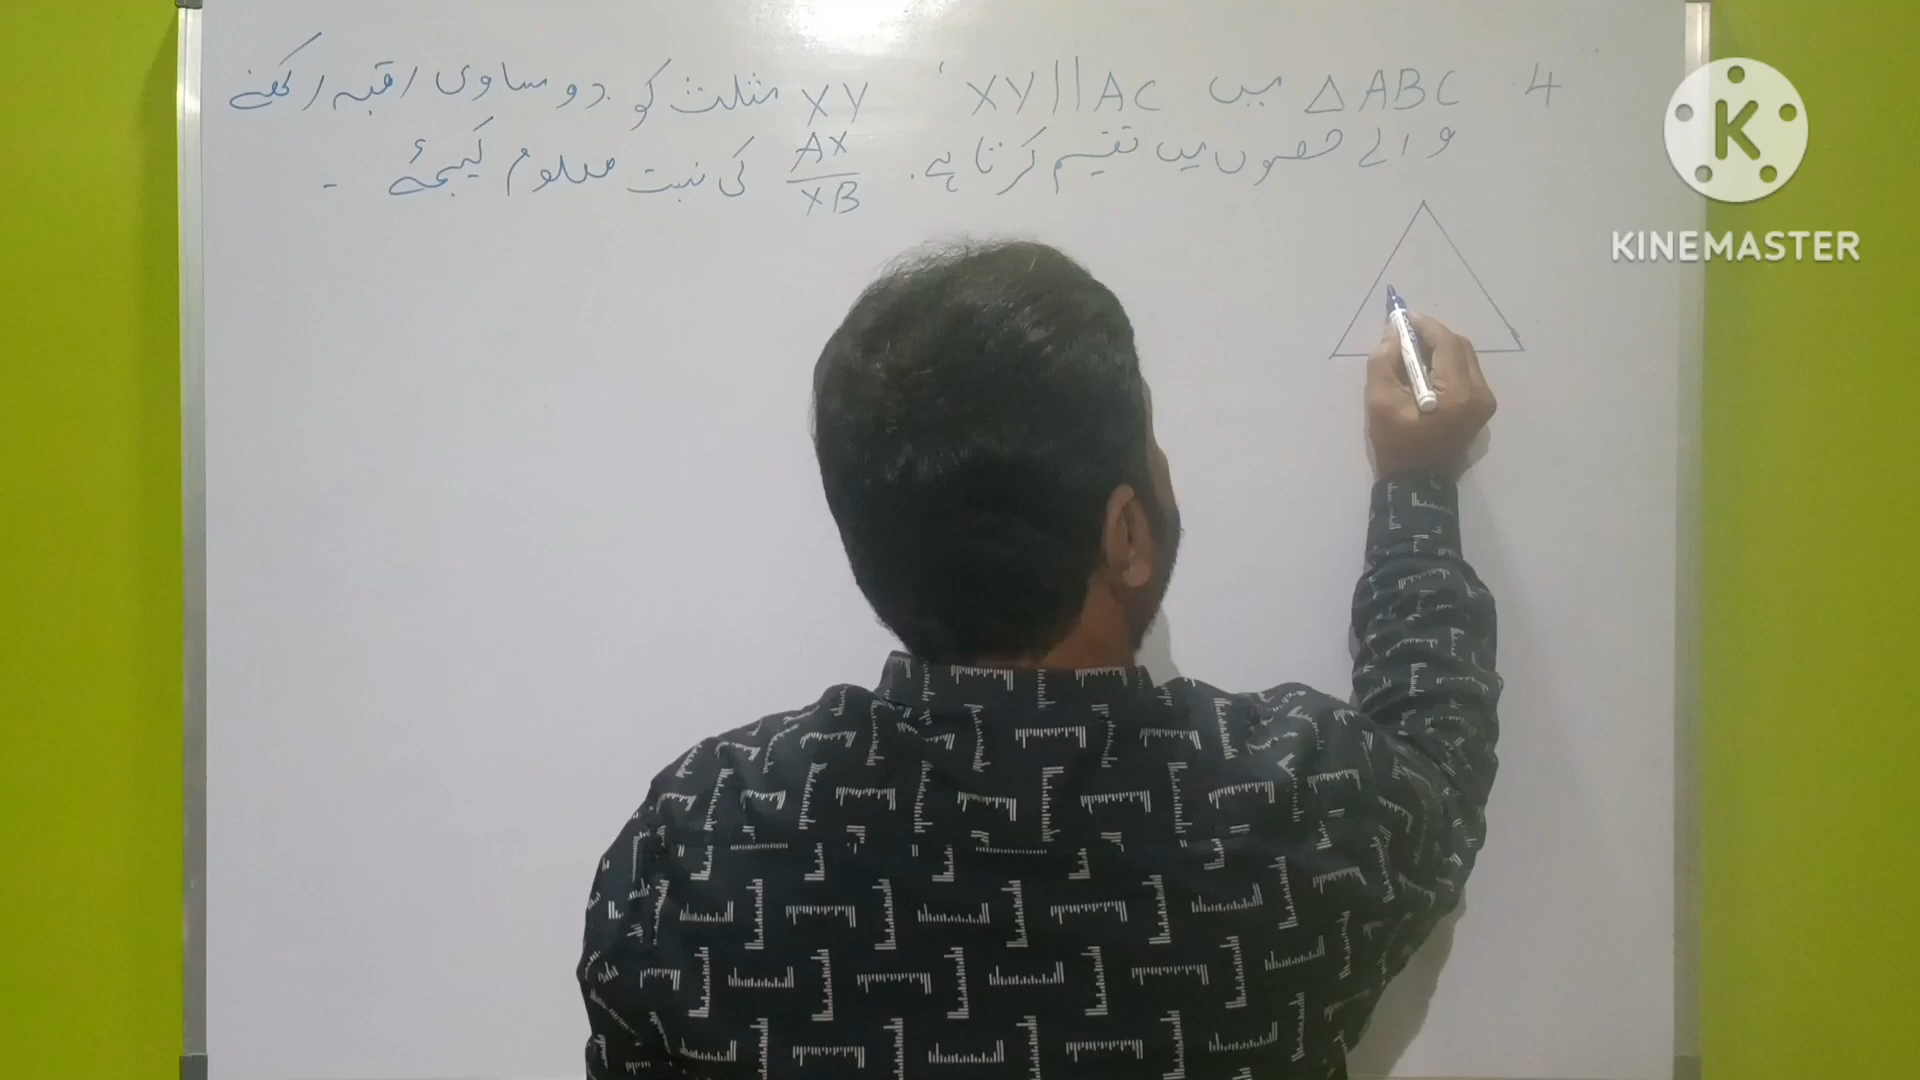 4. △ABC میں XY||AC ، XY مثلث کو دو مساوی رقبہ رکھنے
والے حصوں میں تقسیم کرتا ہے۔ AX/XB کی نسبت معلوم کیجئے ۔
K
KINEMASTER